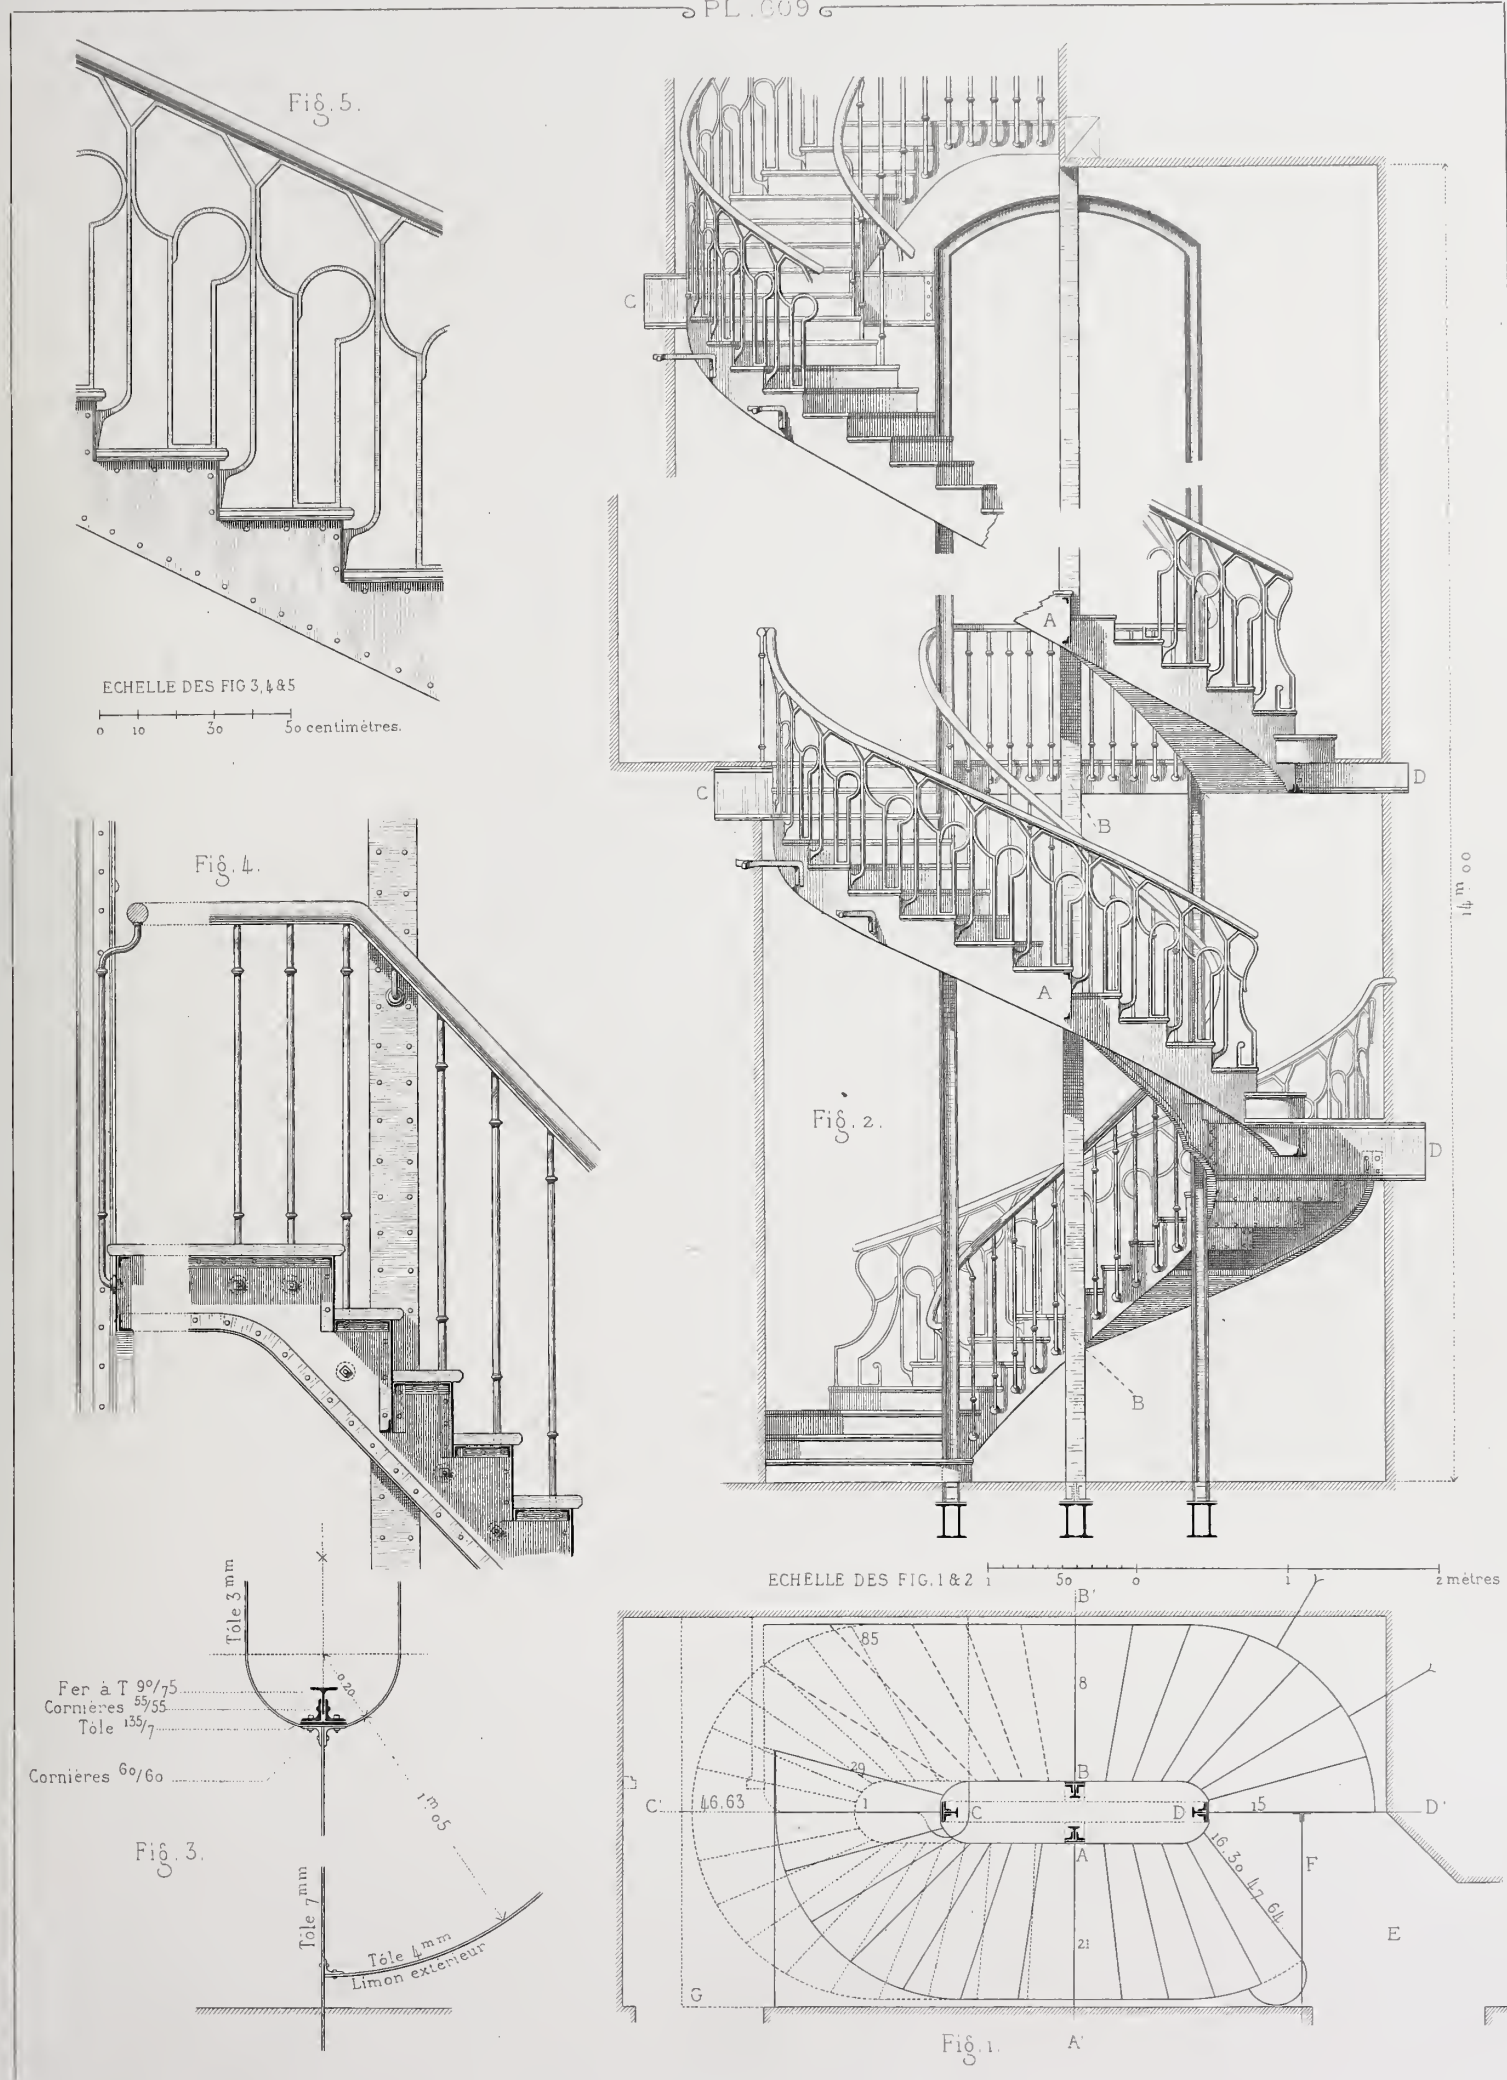 PL. 609
Fig. 5.
ECHELLE DES FIG 3, 4 & 5
0 10 30 50 centimètres.
Fig. 4.
C
A
C
D
B
A
14m 00
Fig. 2.
D
B
ECHELLE DES FIG. 1 & 2 1 50 0 1 2 mètres
Tôle 3mm
0.20
Fer à T 90/75
Cornières 55/55
Tôle 135/7
Cornières 60/60
1m.05
Fig. 3.
Tôle 7mm
Tôle 4mm
Limon extérieur
B'
85
8
29
B
C' 46.63 1 C D 15 D'
A
16.30 47.64
F
E
21
G
Fig. 1.
A'